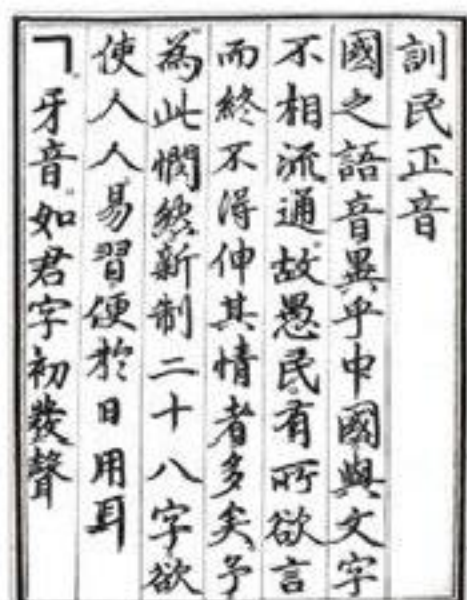 訓民正音
國之語音異乎中國與文字
不相流通故愚民有所欲言
而終不得伸其情者多矣予
為此憫然新制二十八字欲
使人人易習便於日用耳
ㄱ牙音如君字初發聲